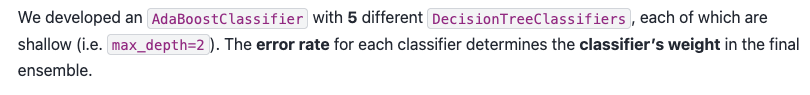 We developed an AdaBoostClassifier with 5 different DecisionTreeClassifiers, each of which are
shallow (i.e. max_depth=2). The error rate for each classifier determines the classifier’s weight in the final
ensemble.